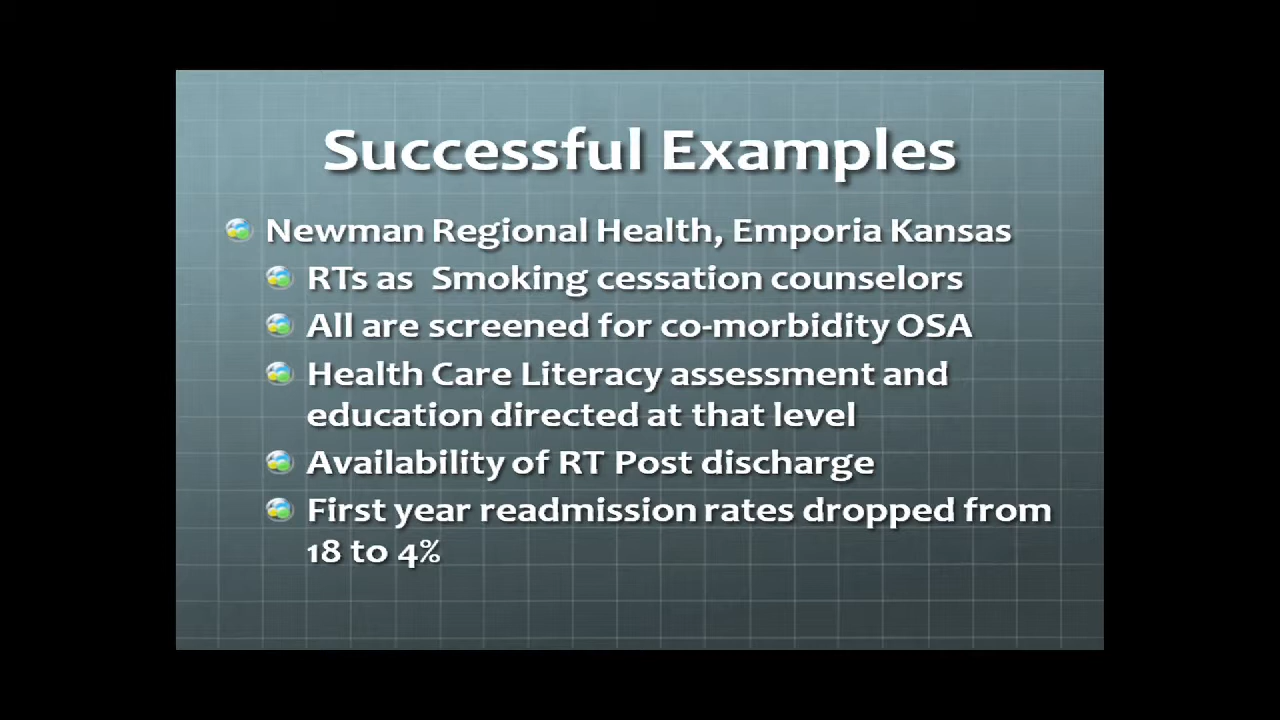 Successful Examples
Newman Regional Health, Emporia Kansas
RTs as  Smoking cessation counselors
All are screened for co-morbidity OSA
Health Care Literacy assessment and
education directed at that level
Availability of RT Post discharge
First year readmission rates dropped from
18 to 4%